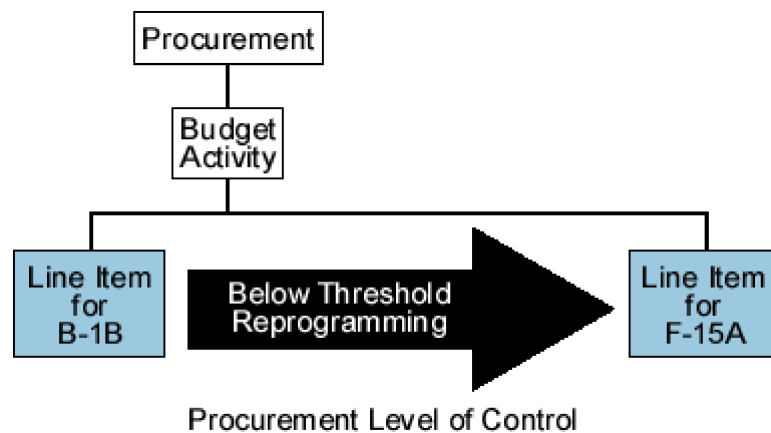 Procurement
Budget
Activity
Line Item
for
B-1B
Below Threshold
Reprogramming
Line Item
for
F-15A
Procurement Level of Control